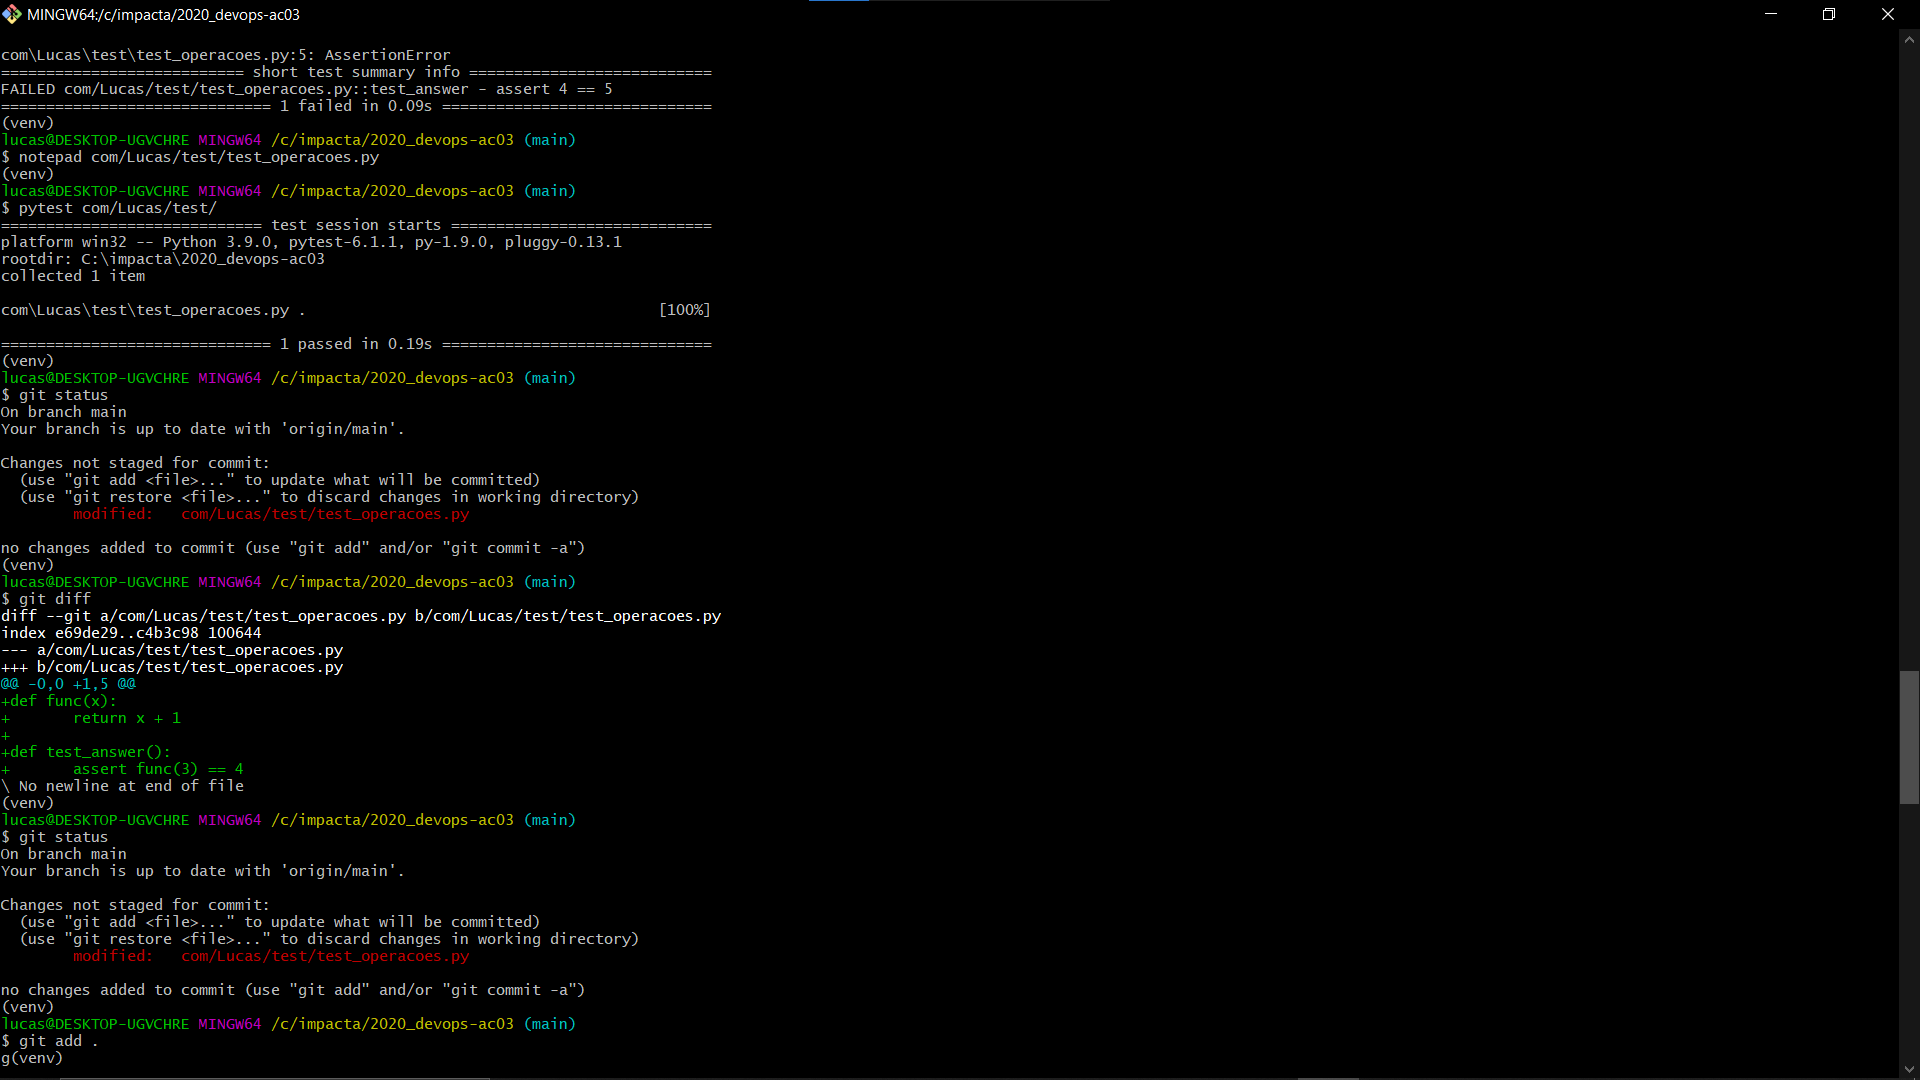 MINGW64:/c/impacta/2020_devops-ac03
com\Lucas\test\test_operacoes.py:5: AssertionError
=========================== short test summary info ===========================
FAILED com/Lucas/test/test_operacoes.py::test_answer - assert 4 == 5
============================== 1 failed in 0.09s ==============================
(venv)
lucas@DESKTOP-UGVCHRE MINGW64 /c/impacta/2020_devops-ac03 (main)
$ notepad com/Lucas/test/test_operacoes.py
(venv)
lucas@DESKTOP-UGVCHRE MINGW64 /c/impacta/2020_devops-ac03 (main)
$ pytest com/Lucas/test/
============================= test session starts =============================
platform win32 -- Python 3.9.0, pytest-6.1.1, py-1.9.0, pluggy-0.13.1
rootdir: C:\impacta\2020_devops-ac03
collected 1 item

com\Lucas\test\test_operacoes.py .                                       [100%]

============================== 1 passed in 0.19s ==============================
(venv)
lucas@DESKTOP-UGVCHRE MINGW64 /c/impacta/2020_devops-ac03 (main)
$ git status
On branch main
Your branch is up to date with 'origin/main'.

Changes not staged for commit:
  (use "git add <file>..." to update what will be committed)
  (use "git restore <file>..." to discard changes in working directory)
        modified:   com/Lucas/test/test_operacoes.py

no changes added to commit (use "git add" and/or "git commit -a")
(venv)
lucas@DESKTOP-UGVCHRE MINGW64 /c/impacta/2020_devops-ac03 (main)
$ git diff
diff --git a/com/Lucas/test/test_operacoes.py b/com/Lucas/test/test_operacoes.py
index e69de29..c4b3c98 100644
--- a/com/Lucas/test/test_operacoes.py
+++ b/com/Lucas/test/test_operacoes.py
@@ -0,0 +1,5 @@
+def func(x):
+       return x + 1
+
+def test_answer():
+       assert func(3) == 4
\ No newline at end of file
(venv)
lucas@DESKTOP-UGVCHRE MINGW64 /c/impacta/2020_devops-ac03 (main)
$ git status
On branch main
Your branch is up to date with 'origin/main'.

Changes not staged for commit:
  (use "git add <file>..." to update what will be committed)
  (use "git restore <file>..." to discard changes in working directory)
        modified:   com/Lucas/test/test_operacoes.py

no changes added to commit (use "git add" and/or "git commit -a")
(venv)
lucas@DESKTOP-UGVCHRE MINGW64 /c/impacta/2020_devops-ac03 (main)
$ git add .
g(venv)